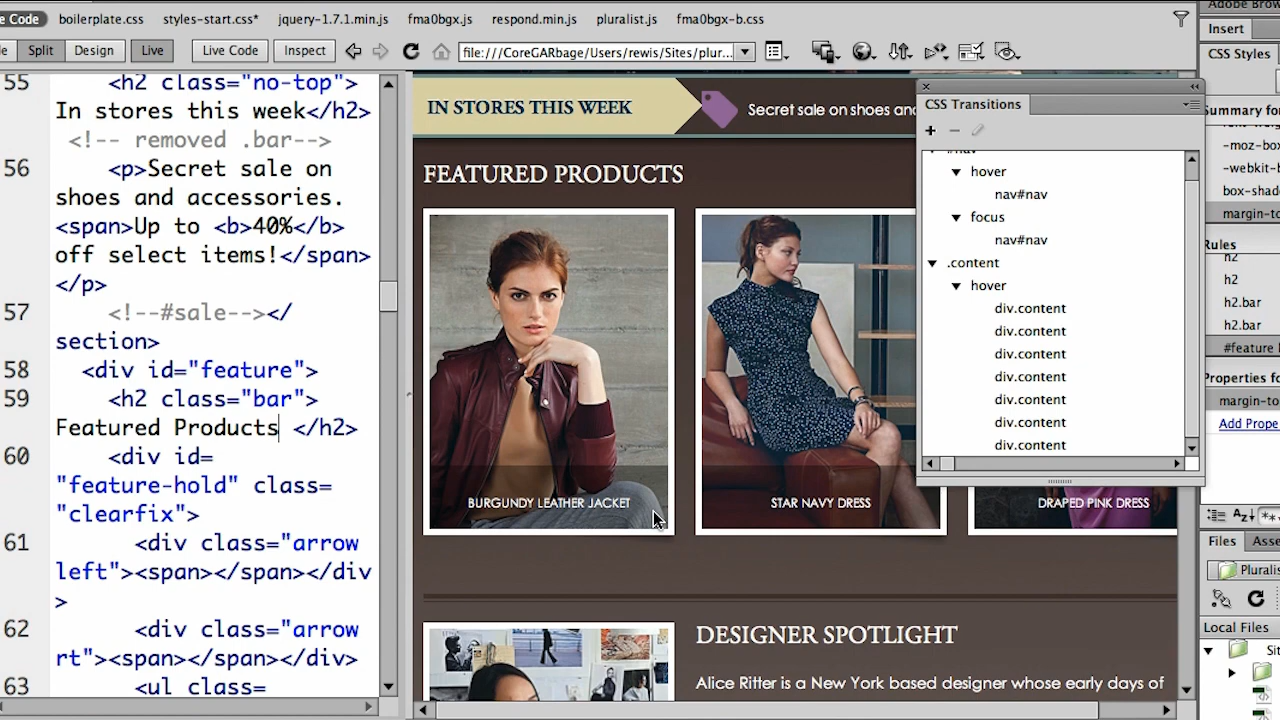 e Code boilerplate.css styles-start.css* jquery-1.7.1.min.js fma0bgx.js respond.min.js pluralist.js fma0bgx-b.css
Adobe Brow
le Split Design Live Live Code Inspect file:///CoreGARbage/Users/rewis/Sites/plur...
Insert
CSS Styles
55 <h2 class="no-top">
In stores this week</h2>
<!-- removed .bar-->
56 <p>Secret sale on
shoes and accessories.
<span>Up to <b>40%</b>
off select items!</span>
</p>
57 <!--#sale--></
section>
58 <div id="feature">
59 <h2 class="bar">
Featured Products </h2>
60 <div id=
"feature-hold" class=
"clearfix">
61 <div class="arrow
left"><span></span></div
>
62 <div class="arrow
rt"><span></span></div>
63 <ul class=
IN STORES THIS WEEK
Secret sale on shoes and
FEATURED PRODUCTS
BURGUNDY LEATHER JACKET
STAR NAVY DRESS
DRAPED PINK DRESS
DESIGNER SPOTLIGHT
Alice Ritter is a New York based designer whose early days of
CSS Transitions
hover
nav#nav
focus
nav#nav
.content
hover
div.content
div.content
div.content
div.content
div.content
div.content
div.content
Summary for
-moz-box
-webkit-b
box-shad
margin-to
Rules
h2
h2
h2.bar
h2.bar
#feature h
Properties fo
margin-to
Add Prope
Files Asse
Pluralis
Local Files
Sit